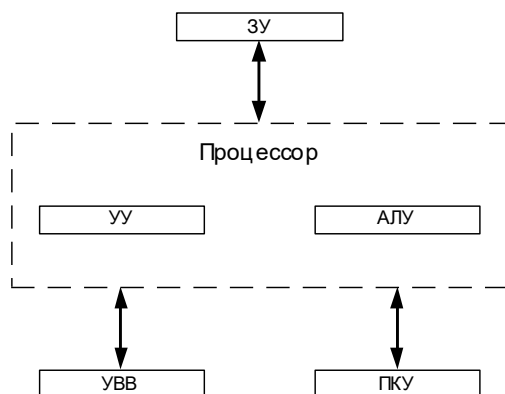 ЗУ
Процессор
УУ
АЛУ
УВВ
ПКУ